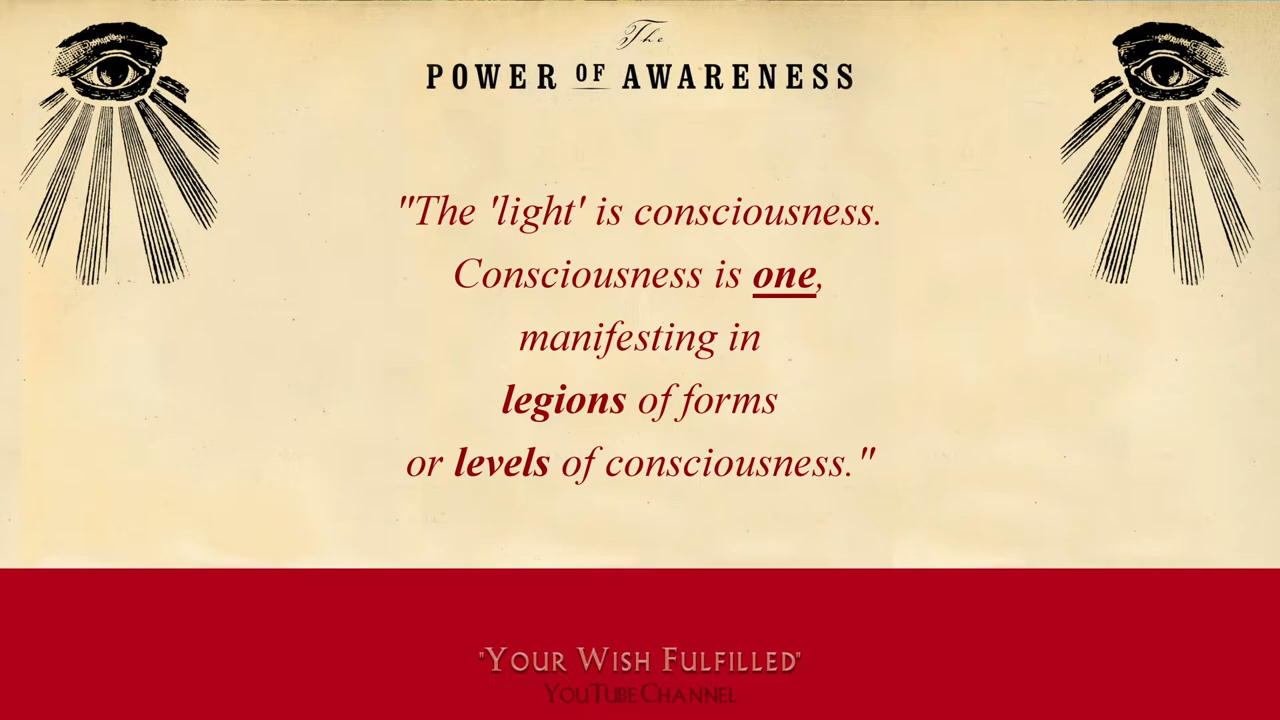 The
POWER OF AWARENESS
"The 'light' is consciousness.
Consciousness is one,
manifesting in
legions of forms
or levels of consciousness."
"YOUR WISH FULFILLED"
YOUTUBE CHANNEL